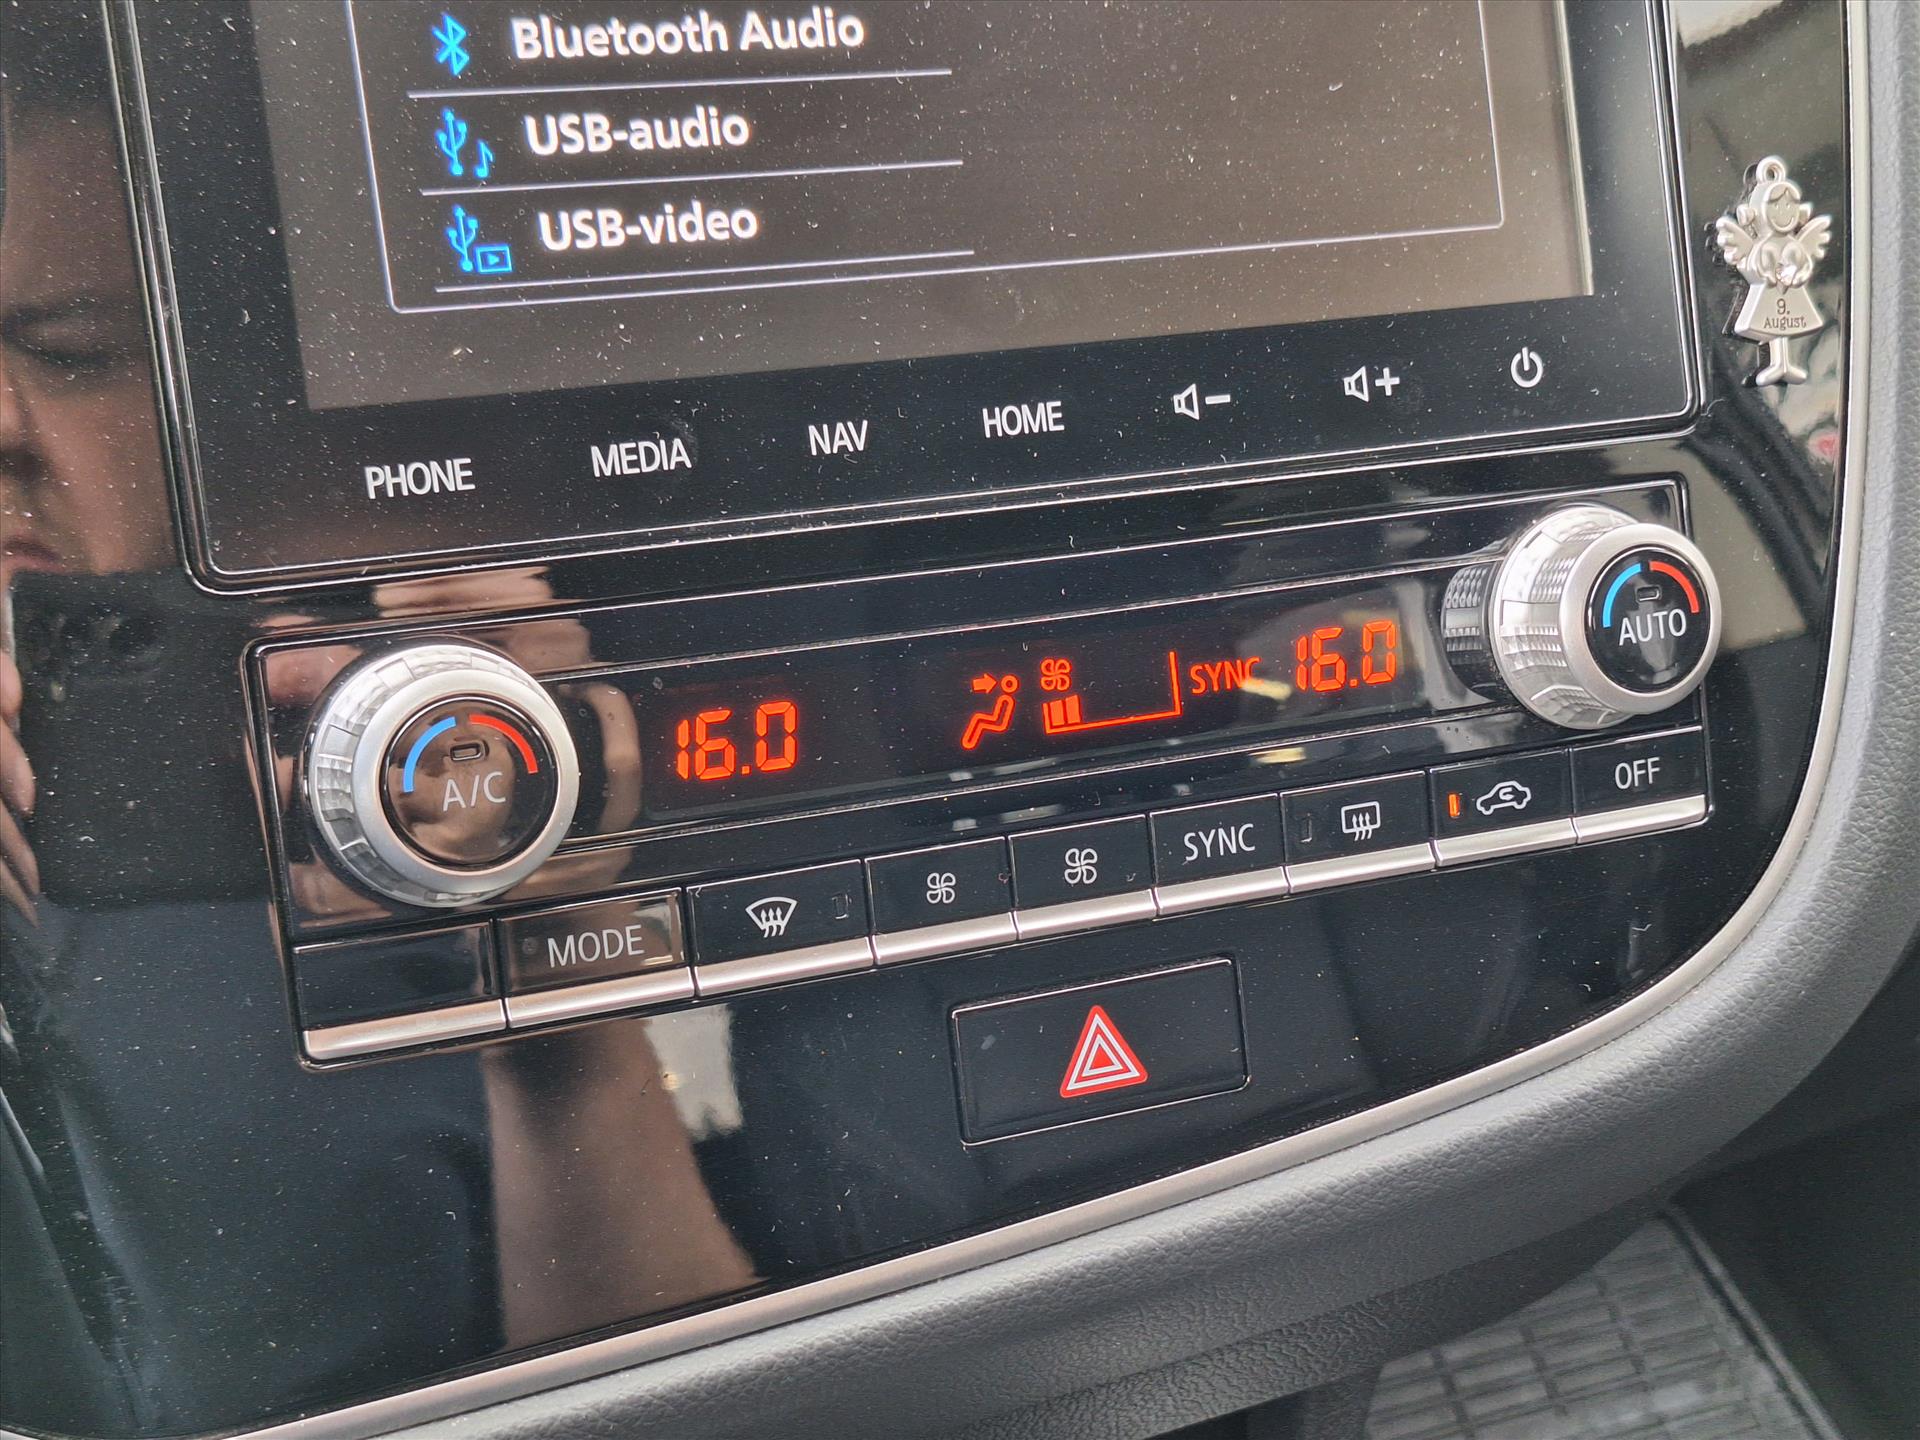 Bluetooth Audio
USB-audio
USB-video
9.
August
PHONE MEDIA NAV HOME
16.0 SYNC 16.0
A/C
AUTO
MODE SYNC OFF